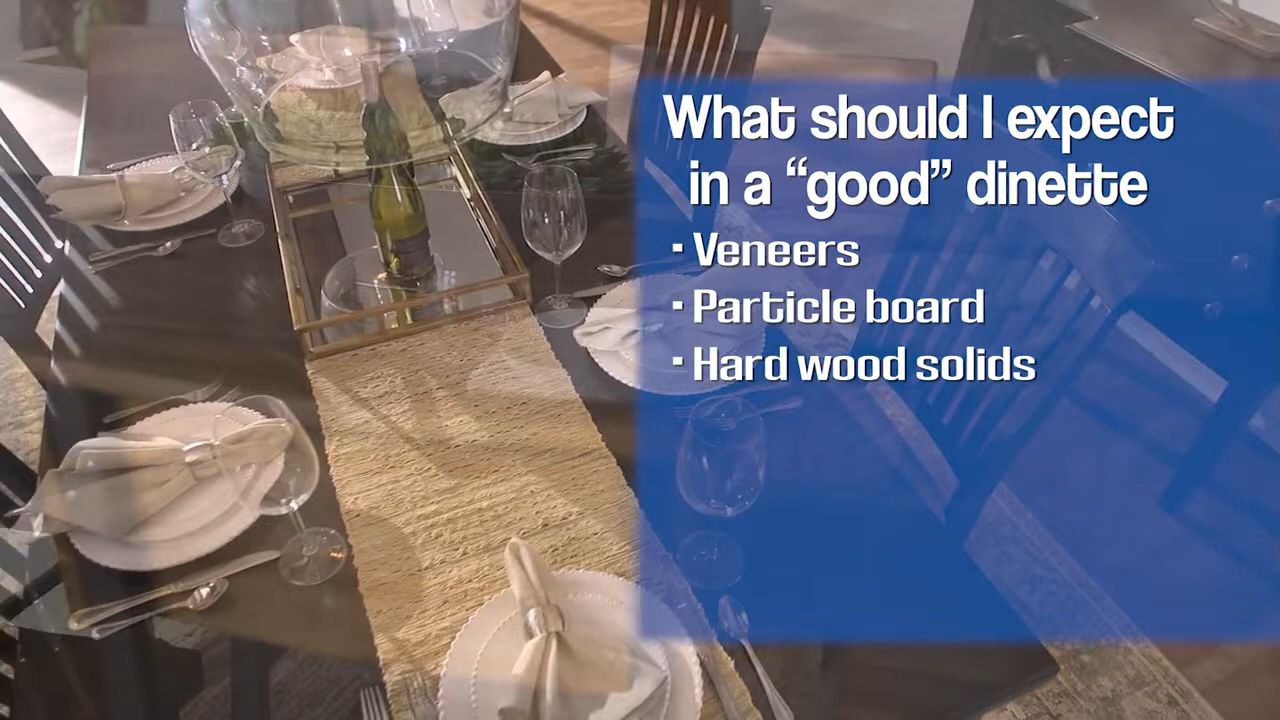 What should I expect
in a “good” dinette
· Veneers
· Particle board
· Hard wood solids